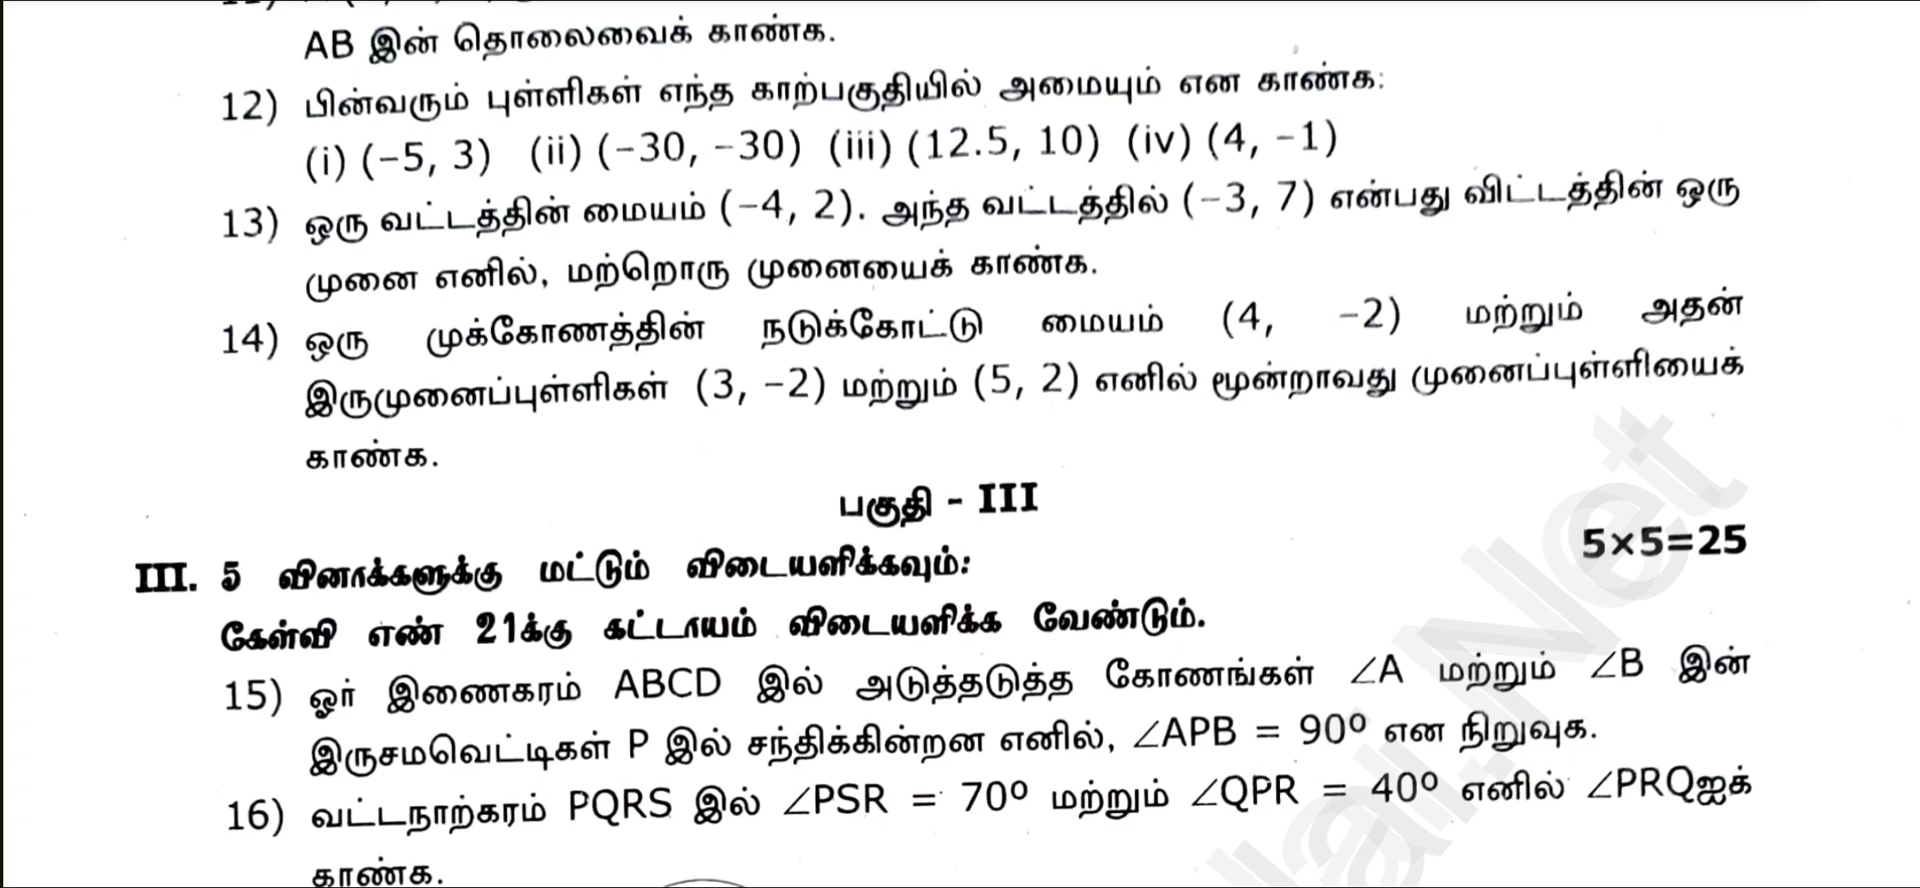 AB இன் தொலைவைக் காண்க.
12) பின்வரும் புள்ளிகள் எந்த காற்பகுதியில் அமையும் என காண்க:
(i) (−5, 3) (ii) (−30, −30) (iii) (12.5, 10) (iv) (4, −1)
13) ஒரு வட்டத்தின் மையம் (−4, 2). அந்த வட்டத்தில் (−3, 7) என்பது விட்டத்தின் ஒரு
முனை எனில், மற்றொரு முனையைக் காண்க.
14) ஒரு முக்கோணத்தின் நடுக்கோட்டு மையம் (4, −2) மற்றும் அதன்
இருமுனைப்புள்ளிகள் (3, −2) மற்றும் (5, 2) எனில் மூன்றாவது முனைப்புள்ளியைக்
காண்க.
பகுதி - III
5×5=25
III. 5 வினாக்களுக்கு மட்டும் விடையளிக்கவும்:
கேள்வி எண் 21க்கு கட்டாயம் விடையளிக்க வேண்டும்.
15) ஓர் இணைகரம் ABCD இல் அடுத்தடுத்த கோணங்கள் ∠A மற்றும் ∠B இன்
இருசமவெட்டிகள் P இல் சந்திக்கின்றன எனில், ∠APB = 90º என நிறுவுக.
16) வட்டநாற்கரம் PQRS இல் ∠PSR = 70º மற்றும் ∠QPR = 40º எனில் ∠PRQஐக்
காண்க.